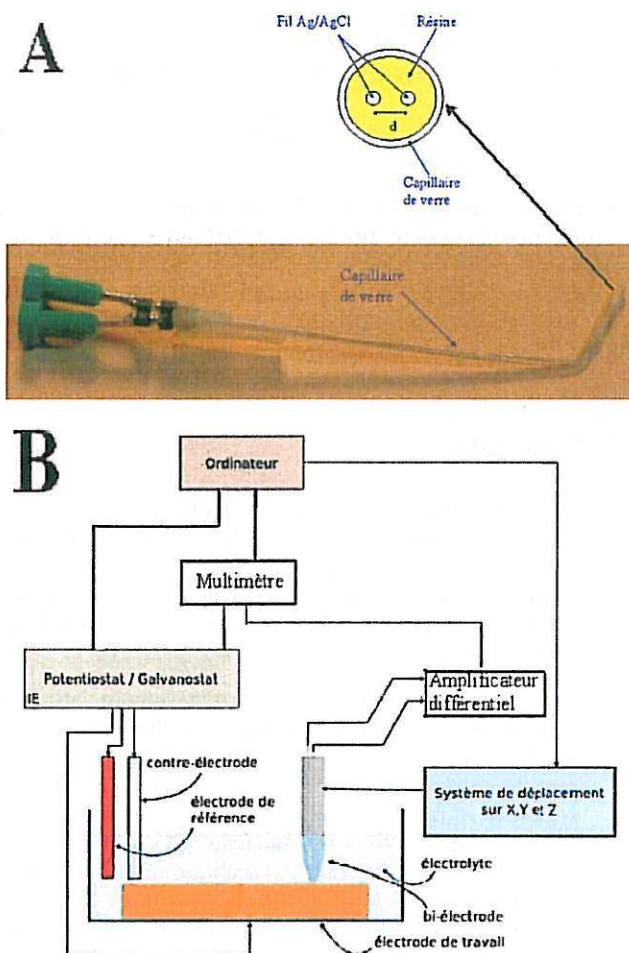 A
Fil Ag/AgCl
Résine
d
Capillaire
de verre
Capillaire
de verre
B
Ordinateur
Multimètre
Potentiostat / Galvanostat
IE
Amplificateur
différentiel
contre-électrode
électrode de
référence
Système de déplacement
sur X,Y et Z
électrolyte
bi-électrode
électrode de travail